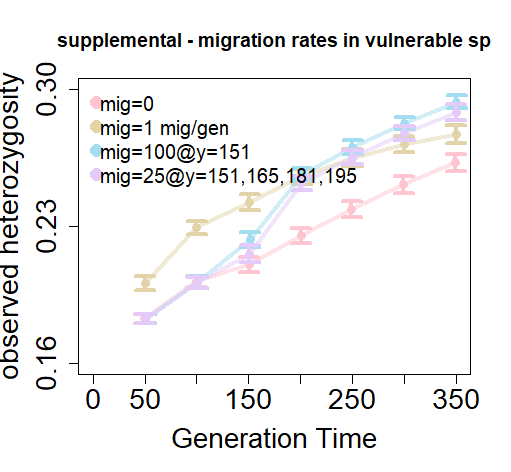 supplemental - migration rates in vulnerable sp
observed heterozygosity
0.30
0.23
0.16
mig=0
mig=1 mig/gen
mig=100@y=151
mig=25@y=151,165,181,195
0 50 150 250 350
Generation Time